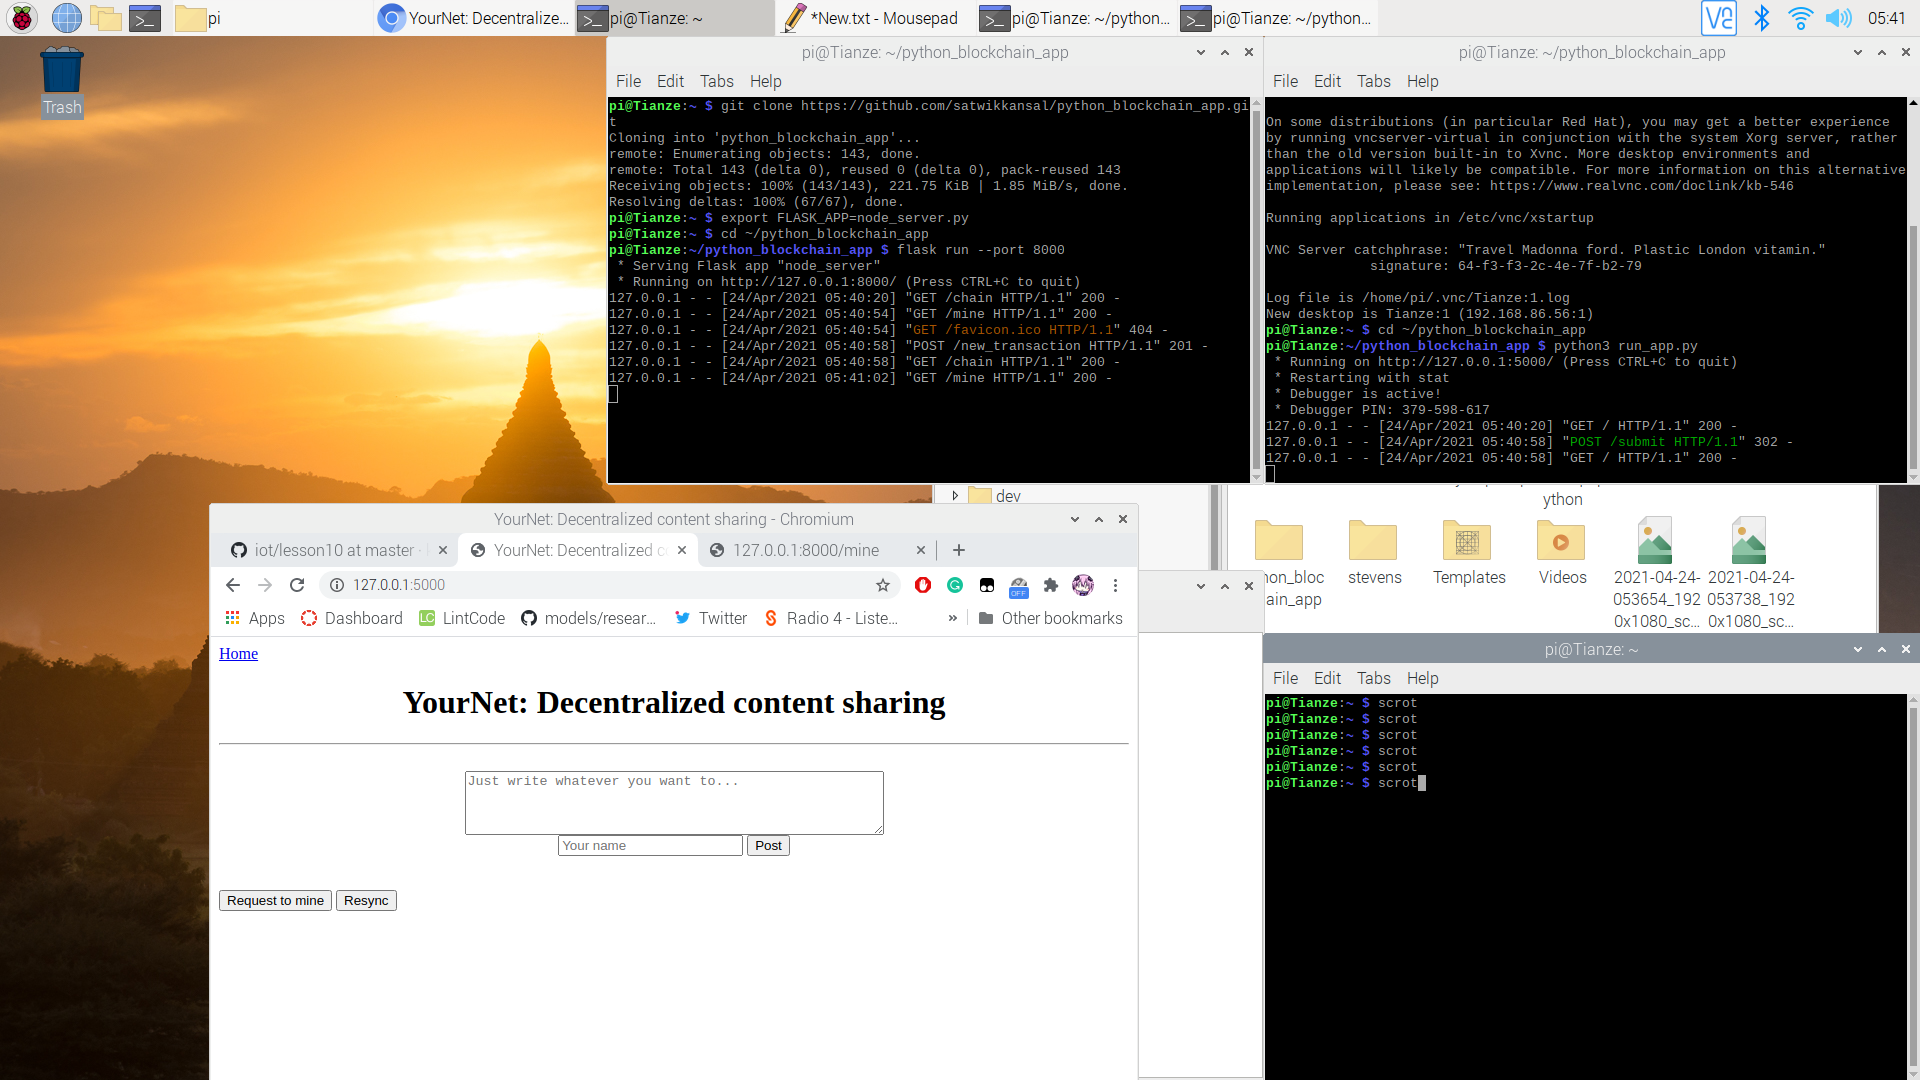 pi
YourNet: Decentralize...
pi@Tianze: ~
*New.txt - Mousepad
pi@Tianze: ~/python...
pi@Tianze: ~/python...
05:41
Trash
pi@Tianze: ~/python_blockchain_app
File Edit Tabs Help
pi@Tianze:~ $ git clone https://github.com/satwikkansal/python_blockchain_app.gi
t
Cloning into 'python_blockchain_app'...
remote: Enumerating objects: 143, done.
remote: Total 143 (delta 0), reused 0 (delta 0), pack-reused 143
Receiving objects: 100% (143/143), 221.75 KiB | 1.85 MiB/s, done.
Resolving deltas: 100% (67/67), done.
pi@Tianze:~ $ export FLASK_APP=node_server.py
pi@Tianze:~ $ cd ~/python_blockchain_app
pi@Tianze:~/python_blockchain_app $ flask run --port 8000
* Serving Flask app "node_server"
* Running on http://127.0.0.1:8000/ (Press CTRL+C to quit)
127.0.0.1 - - [24/Apr/2021 05:40:20] "GET /chain HTTP/1.1" 200 -
127.0.0.1 - - [24/Apr/2021 05:40:54] "GET /mine HTTP/1.1" 200 -
127.0.0.1 - - [24/Apr/2021 05:40:54] "GET /favicon.ico HTTP/1.1" 404 -
127.0.0.1 - - [24/Apr/2021 05:40:58] "POST /new_transaction HTTP/1.1" 201 -
127.0.0.1 - - [24/Apr/2021 05:40:58] "GET /chain HTTP/1.1" 200 -
127.0.0.1 - - [24/Apr/2021 05:41:02] "GET /mine HTTP/1.1" 200 -
pi@Tianze: ~/python_blockchain_app
File Edit Tabs Help
On some distributions (in particular Red Hat), you may get a better experience
by running vncserver-virtual in conjunction with the system Xorg server, rather
than the old version built-in to Xvnc. More desktop environments and
applications will likely be compatible. For more information on this alternative
implementation, please see: https://www.realvnc.com/doclink/kb-546
Running applications in /etc/vnc/xstartup
VNC Server catchphrase: "Travel Madonna ford. Plastic London vitamin."
signature: 64-f3-f3-2c-4e-7f-b2-79
Log file is /home/pi/.vnc/Tianze:1.log
New desktop is Tianze:1 (192.168.86.56:1)
pi@Tianze:~ $ cd ~/python_blockchain_app
pi@Tianze:~/python_blockchain_app $ python3 run_app.py
* Running on http://127.0.0.1:5000/ (Press CTRL+C to quit)
* Restarting with stat
* Debugger is active!
* Debugger PIN: 379-598-617
127.0.0.1 - - [24/Apr/2021 05:40:20] "GET / HTTP/1.1" 200 -
127.0.0.1 - - [24/Apr/2021 05:40:58] "POST /submit HTTP/1.1" 302 -
127.0.0.1 - - [24/Apr/2021 05:40:58] "GET / HTTP/1.1" 200 -
dev
ython
hon_bloc
ain_app
stevens
Templates
Videos
2021-04-24-
053654_192
0x1080_sc...
2021-04-24-
053738_192
0x1080_sc...
YourNet: Decentralized content sharing - Chromium
iot/lesson10 at master
YourNet: Decentralized c
127.0.0.1:8000/mine
127.0.0.1:5000
OFF
Apps
Dashboard
LC LintCode
models/resear...
Twitter
Radio 4 - Liste...
»
Other bookmarks
Home
YourNet: Decentralized content sharing
Just write whatever you want to...
Your name
Post
Request to mine
Resync
pi@Tianze: ~
File Edit Tabs Help
pi@Tianze:~ $ scrot
pi@Tianze:~ $ scrot
pi@Tianze:~ $ scrot
pi@Tianze:~ $ scrot
pi@Tianze:~ $ scrot
pi@Tianze:~ $ scrot